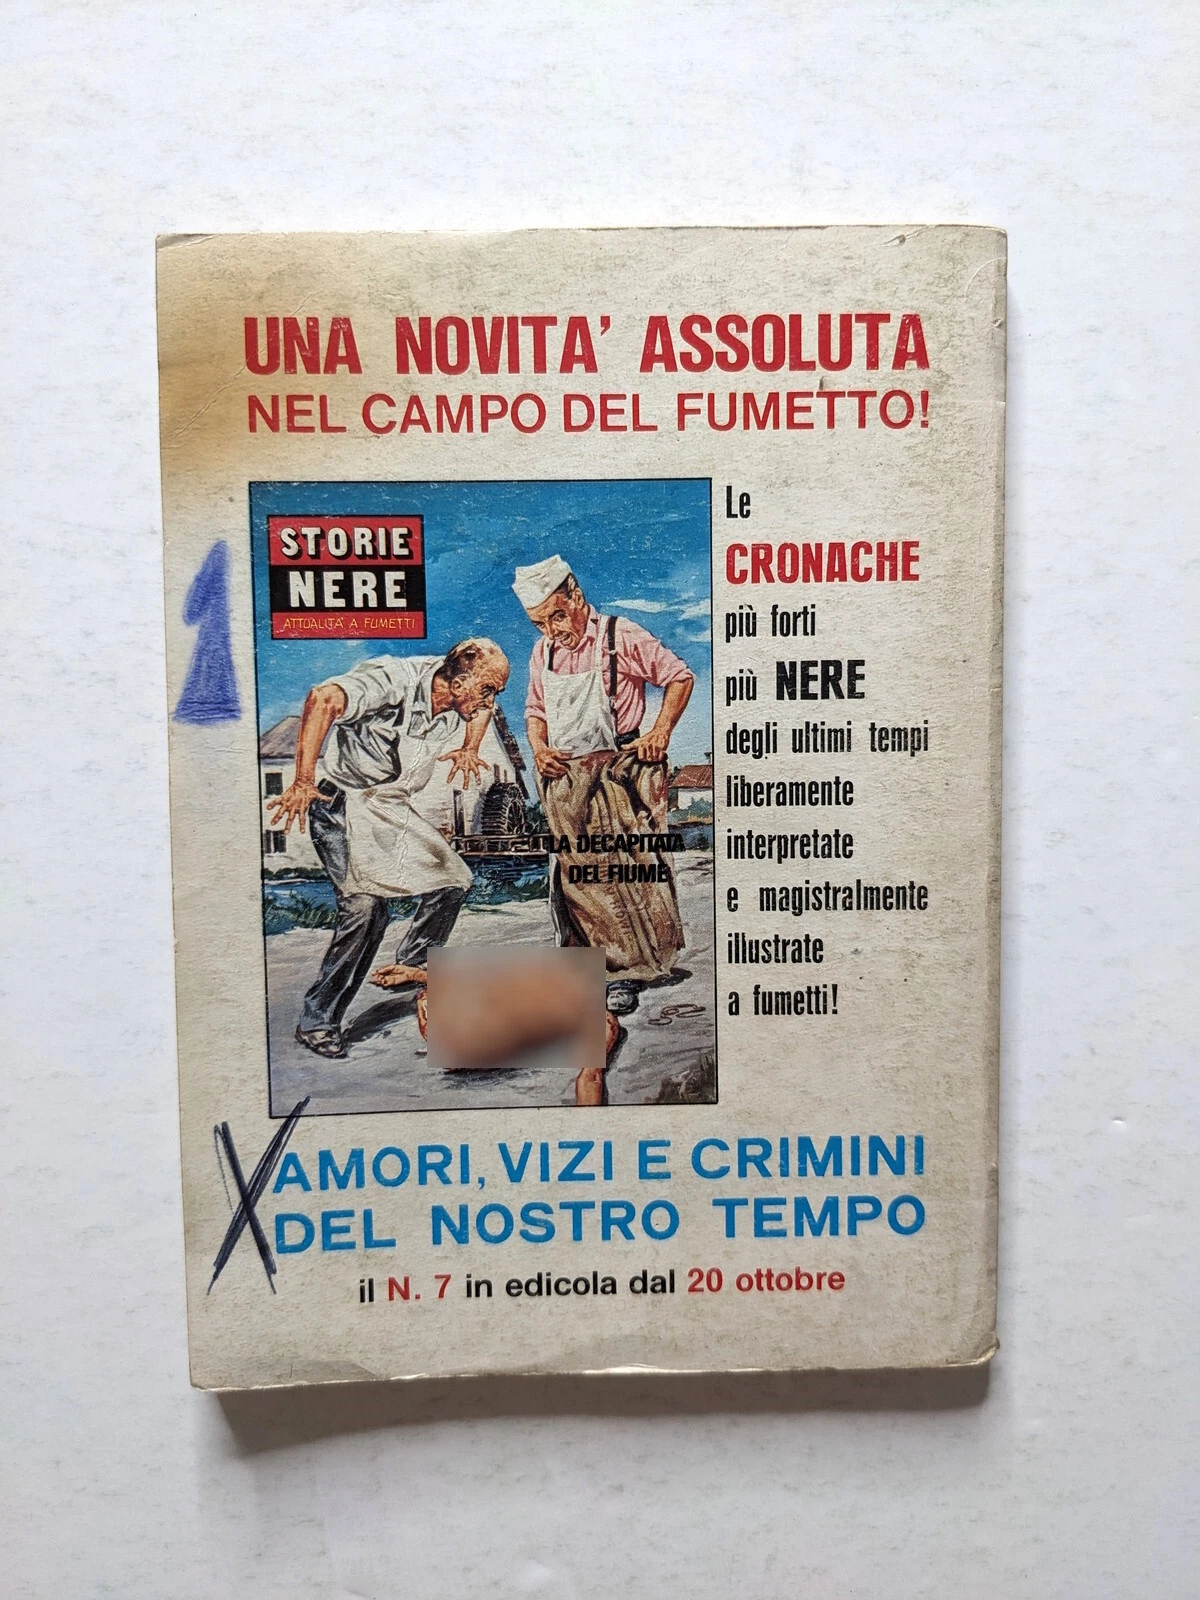 UNA NOVITA' ASSOLUTA
NEL CAMPO DEL FUMETTO!
STORIE
NERE
ATTUALITÀ A FUMETTI
LA DECAPITATA
DEL FIUME
Le
CRONACHE
più forti
più NERE
degli ultimi tempi
liberamente
interpretate
e magistralmente
illustrate
a fumetti!
1
X
AMORI, VIZI E CRIMINI
DEL NOSTRO TEMPO
il N. 7 in edicola dal 20 ottobre